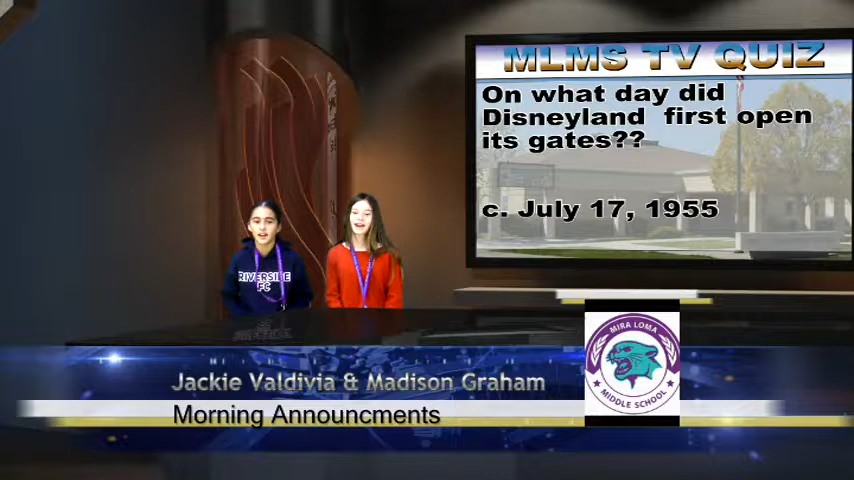 MLMS TV QUIZ
On what day did
Disneyland first open
its gates??
c. July 17, 1955
RIVERSIDE
FC
Jackie Valdivia & Madison Graham
Morning Announcments
MIRA LOMA
MIDDLE SCHOOL